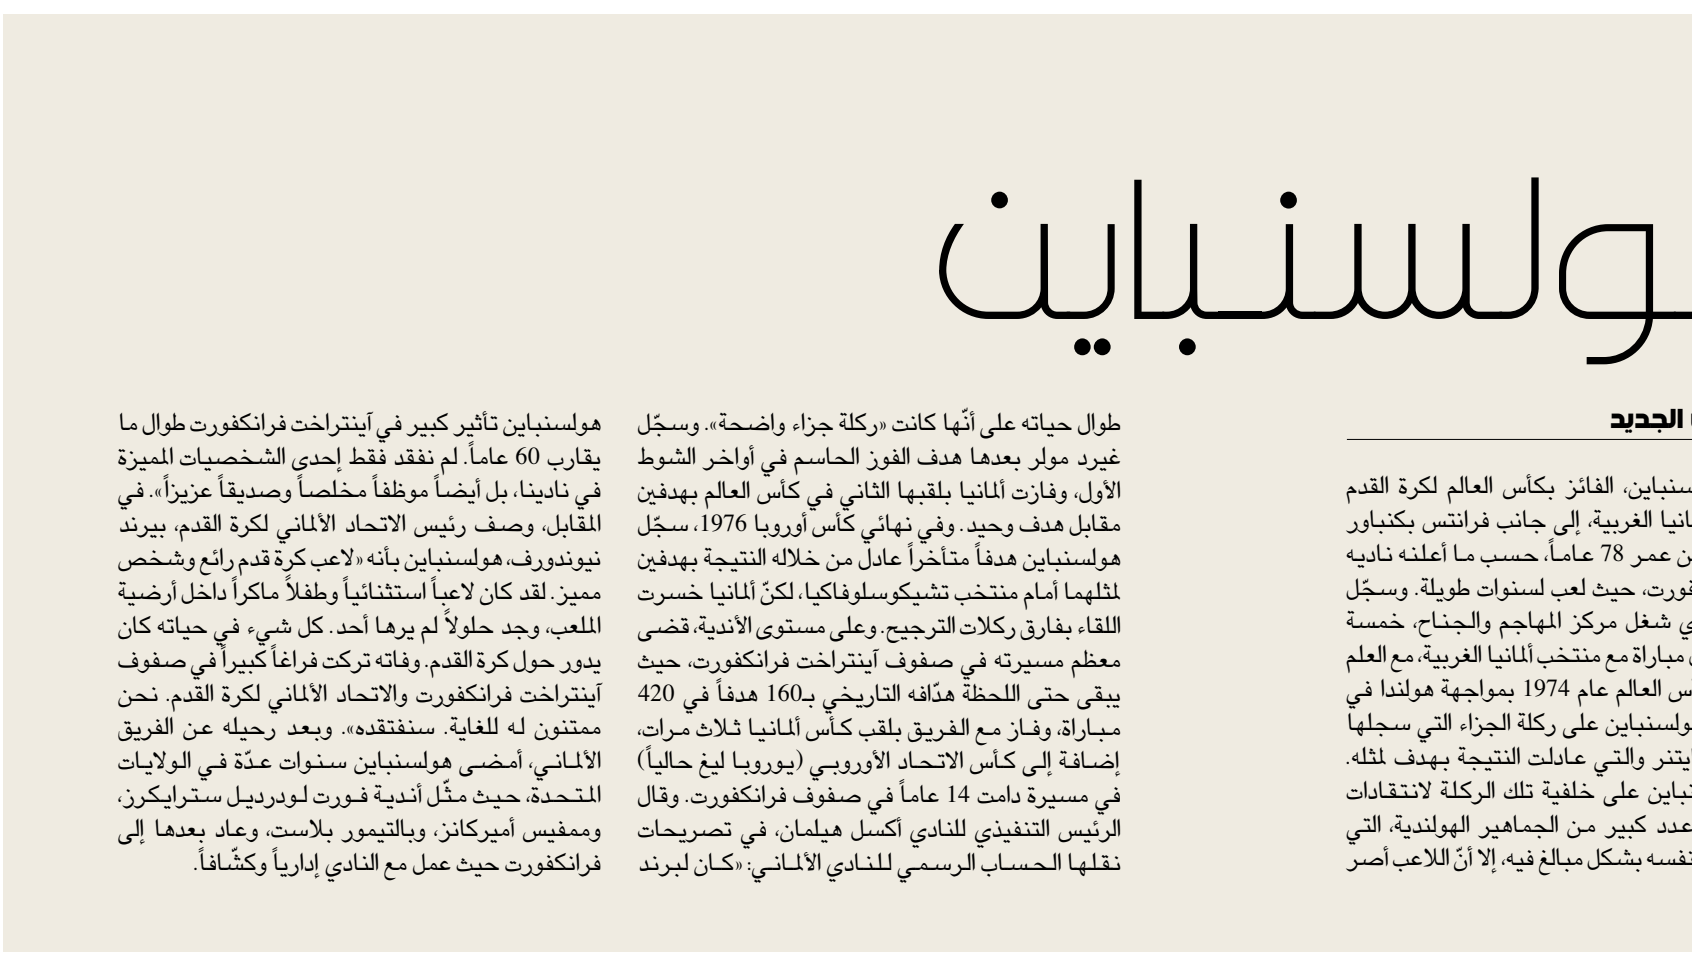 ولسنباين
الجديد
الفائز بكأس العالم لكرة القدم
الغربية، إلى جانب فرانتس بكنباور
عمر 78 عاماً، حسب ما أعلنه ناديه
حيث لعب لسنوات طويلة. وسجّل
شغل مركز المهاجم والجناح، خمسة
مباراة مع منتخب ألمانيا الغربية، مع العلم
العالم عام 1974 بمواجهة هولندا في
على ركلة الجزاء التي سجلها
والتي عادلت النتيجة بهدف لمثله.
على خلفية تلك الركلة لانتقادات
عدد كبير من الجماهير الهولندية، التي
بشكل مبالغ فيه، إلا أنّ اللاعب أصر
طوال حياته على أنّها كانت «ركلة جزاء واضحة». وسجّل
غيرد مولر بعدها هدف الفوز الحاسم في أواخر الشوط
الأول، وفازت ألمانيا بلقبها الثاني في كأس العالم بهدفين
مقابل هدف وحيد. وفي نهائي كأس أوروبا 1976، سجّل
هولسنباين هدفاً متأخراً عادل من خلاله النتيجة بهدفين
لمثلهما أمام منتخب تشيكوسلوفاكيا، لكنّ ألمانيا خسرت
اللقاء بفارق ركلات الترجيح. وعلى مستوى الأندية، قضى
معظم مسيرته في صفوف آينتراخت فرانكفورت، حيث
يبقى حتى اللحظة هدّافه التاريخي بـ160 هدفاً في 420
مباراة، وفاز مع الفريق بلقب كأس ألمانيا ثلاث مرات،
إضافة إلى كأس الاتحاد الأوروبي (يوروبا ليغ حالياً)
في مسيرة دامت 14 عاماً في صفوف فرانكفورت. وقال
الرئيس التنفيذي للنادي أكسل هيلمان، في تصريحات
نقلها الحساب الرسمي للنادي الألماني: «كان لبرند
هولسنباين تأثير كبير في آينتراخت فرانكفورت طوال ما
يقارب 60 عاماً. لم نفقد فقط إحدى الشخصيات المميزة
في نادينا، بل أيضاً موظفاً مخلصاً وصديقاً عزيزاً». في
المقابل، وصف رئيس الاتحاد الألماني لكرة القدم، بيرند
نيوندورف، هولسنباين بأنه «لاعب كرة قدم رائع وشخص
مميز. لقد كان لاعباً استثنائياً وطفلاً ماكراً داخل أرضية
الملعب، وجد حلولاً لم يرها أحد. كل شيء في حياته كان
يدور حول كرة القدم. وفاته تركت فراغاً كبيراً في صفوف
آينتراخت فرانكفورت والاتحاد الألماني لكرة القدم. نحن
ممتنون له للغاية. سنفتقده». وبعد رحيله عن الفريق
الألماني، أمضى هولسنباين سنوات عدّة في الولايات
المتحدة، حيث مثّل أندية فورت لودرديل سترايكرز،
وممفيس أميركانز، وبالتيمور بلاست، وعاد بعدها إلى
فرانكفورت حيث عمل مع النادي إدارياً وكشّافاً.